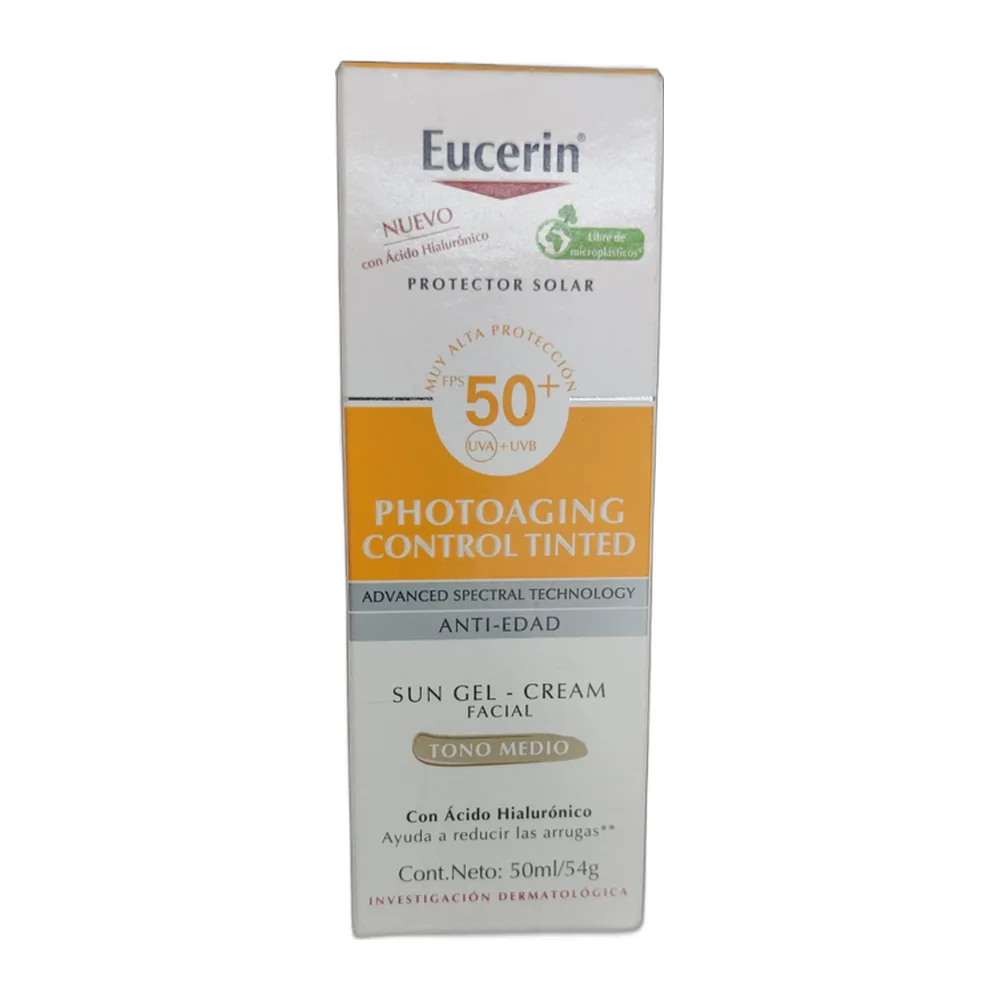 Eucerin®
NUEVO
con Ácido Hialurónico
Libre de
microplásticos*
PROTECTOR SOLAR
MUY ALTA PROTECCIÓN
FPS 50+
UVA + UVB
PHOTOAGING
CONTROL TINTED
ADVANCED SPECTRAL TECHNOLOGY
ANTI-EDAD
SUN GEL - CREAM
FACIAL
TONO MEDIO
Con Ácido Hialurónico
Ayuda a reducir las arrugas**
Cont.Neto: 50ml/54g
INVESTIGACIÓN DERMATOLÓGICA